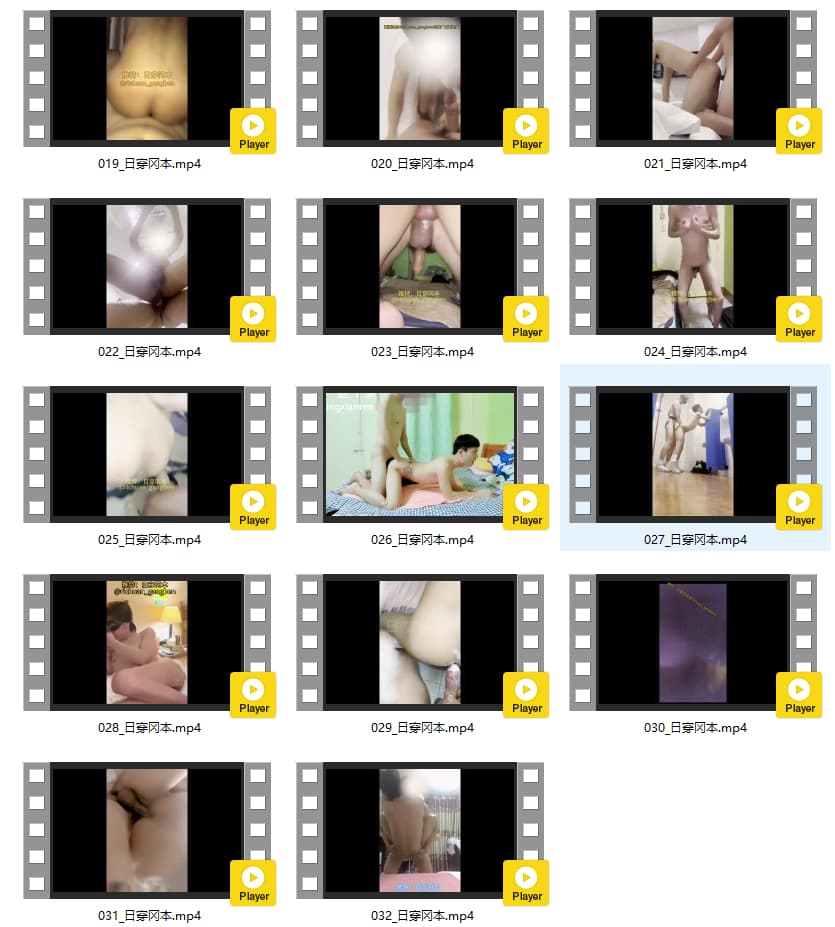 Player
Player
Player
019_日穿冈本.mp4
020_日穿冈本.mp4
021_日穿冈本.mp4
Player
Player
Player
022_日穿冈本.mp4
023_日穿冈本.mp4
024_日穿冈本.mp4
Player
Player
Player
025_日穿冈本.mp4
026_日穿冈本.mp4
027_日穿冈本.mp4
Player
Player
Player
028_日穿冈本.mp4
029_日穿冈本.mp4
030_日穿冈本.mp4
Player
Player
031_日穿冈本.mp4
032_日穿冈本.mp4